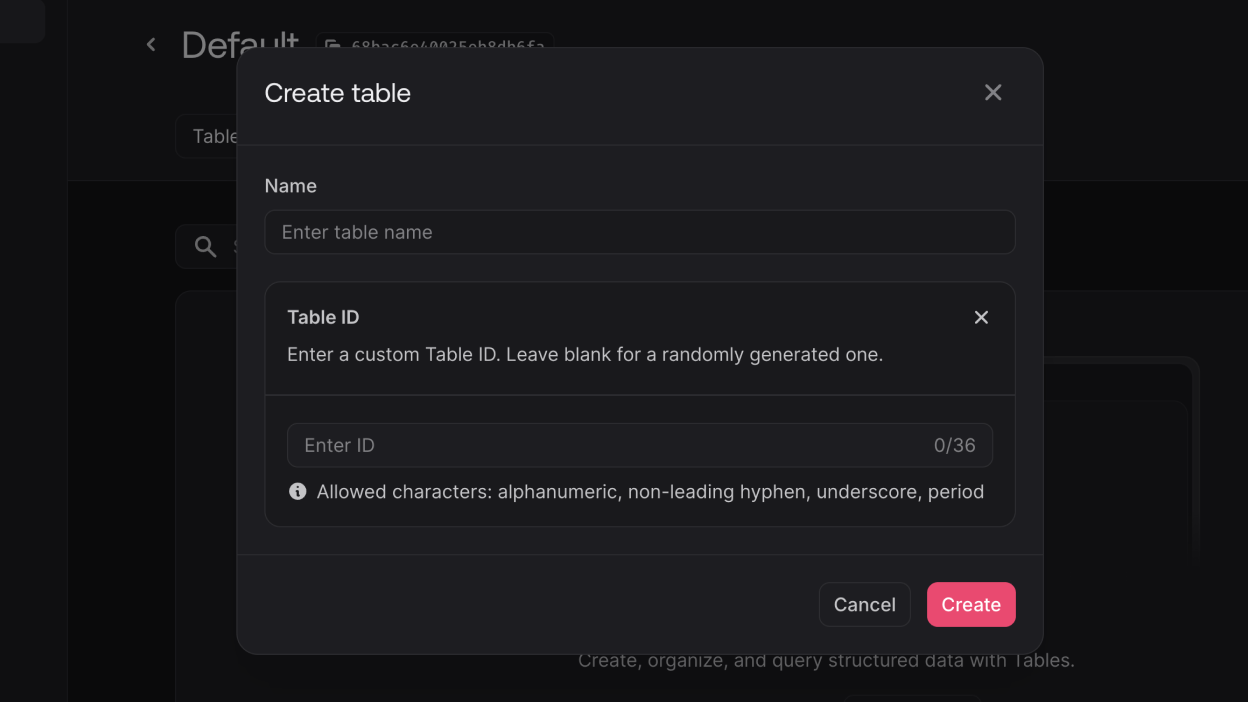 Default
Create table
Table
Name
Enter table name
Table ID
Enter a custom Table ID. Leave blank for a randomly generated one.
Enter ID 0/36
Allowed characters: alphanumeric, non-leading hyphen, underscore, period
Cancel Create
Create, organize, and query structured data with Tables.